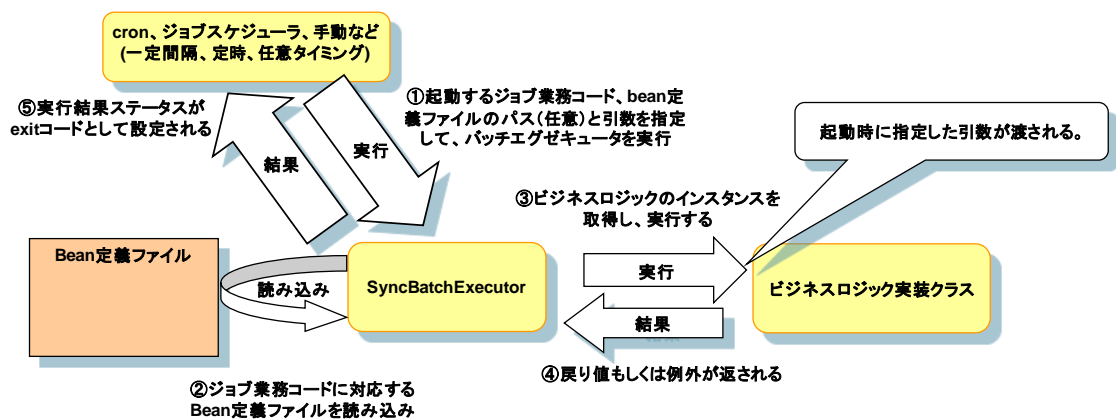 cron、ジョブスケジューラ、手動など
(一定間隔、定時、任意タイミング)
⑤実行結果ステータスが
exitコードとして設定される
①起動するジョブ業務コード、bean定
義ファイルのパス(任意)と引数を指定
して、バッチエグゼキュータを実行
結果
実行
起動時に指定した引数が渡される。
③ビジネスロジックのインスタンスを
取得し、実行する
Bean定義ファイル
読み込み
SyncBatchExecutor
実行
結果
ビジネスロジック実装クラス
④戻り値もしくは例外が返される
②ジョブ業務コードに対応する
Bean定義ファイルを読み込み